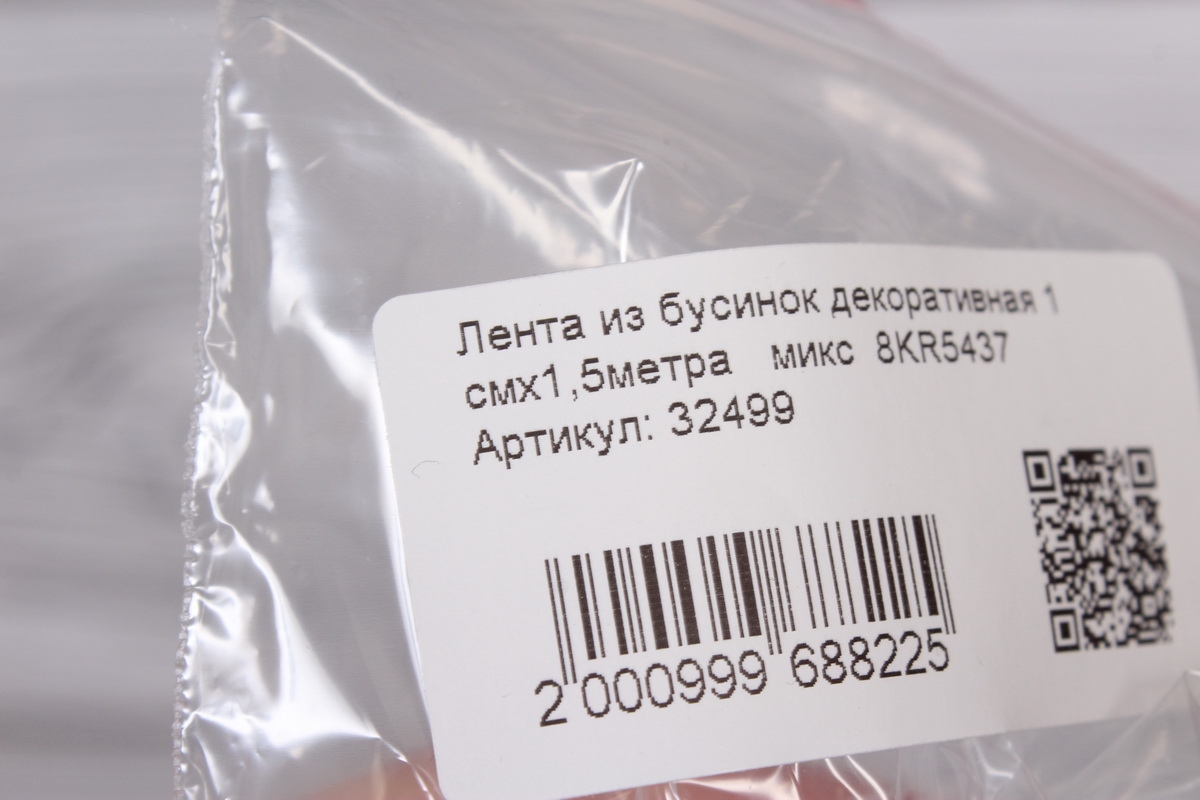 Лента из бусинок декоративная 1
смх1,5метра микс 8KR5437
Артикул: 32499
2 000999 688225